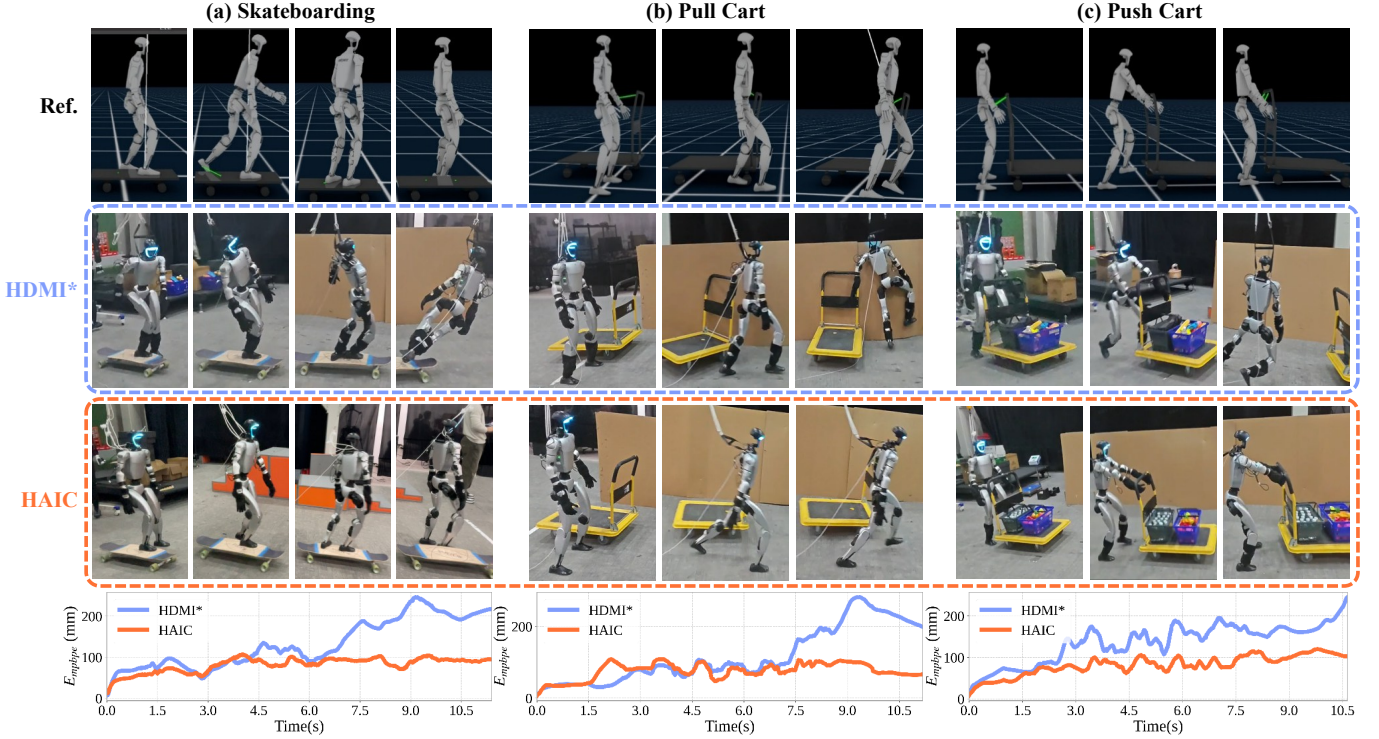 (a) Skateboarding (b) Pull Cart (c) Push Cart
Ref.
HDMI*
HAIC
E_mpbpe (mm)
200
100
0
HDMI*
HAIC
0.0 1.5 3.0 4.5 6.0 7.5 9.0 10.5
Time(s)
E_mpbpe (mm)
200
100
0
HDMI*
HAIC
0.0 1.5 3.0 4.5 6.0 7.5 9.0 10.5
Time(s)
E_mpbpe (mm)
200
100
0
HDMI*
HAIC
0.0 1.5 3.0 4.5 6.0 7.5 9.0 10.5
Time(s)